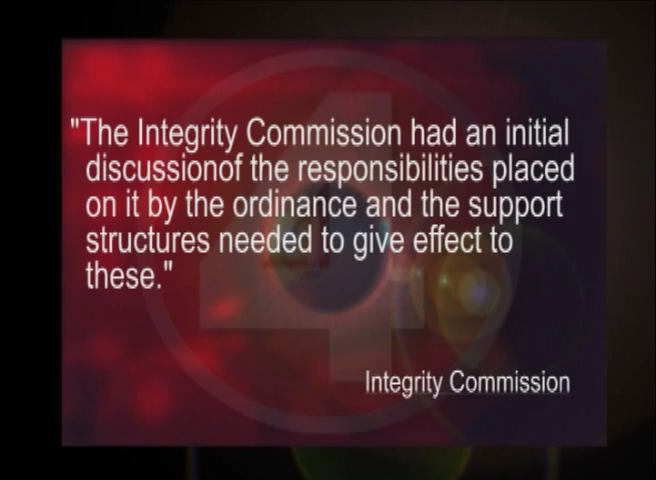 "The Integrity Commission had an initial
discussionof the responsibilities placed
on it by the ordinance and the support
structures needed to give effect to
these."
4
Integrity Commission